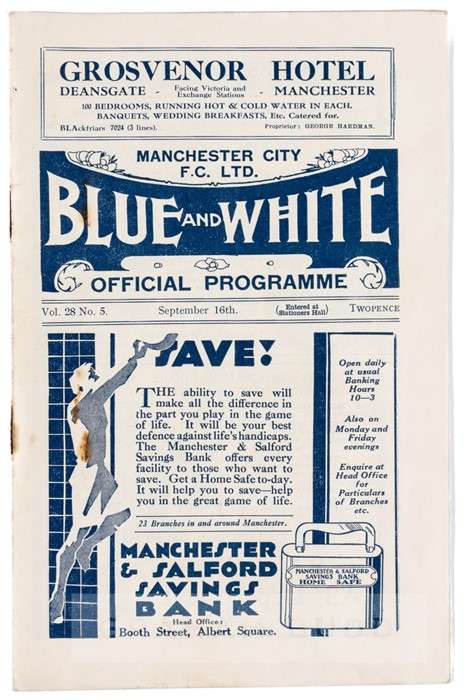 GROSVENOR HOTEL
DEANSGATE - Facing Victoria and Exchange Stations - MANCHESTER
100 BEDROOMS, RUNNING HOT & COLD WATER IN EACH.
BANQUETS, WEDDING BREAKFASTS, Etc. Catered for.
BLAckfriars 7024 (3 lines). Proprietor: GEORGE HARDMAN.
MANCHESTER CITY
F.C. LTD.
BLUE AND WHITE
OFFICIAL PROGRAMME
Vol. 28 No. 5. September 16th. (Entered at Stationers Hall) TWOPENCE
SAVE!
THE ability to save will
make all the difference in
the part you play in the game
of life. It will be your best
defence against life's handicaps.
The Manchester & Salford
Savings Bank offers every
facility to those who want to
save. Get a Home Safe to-day.
It will help you to save—help
you in the great game of life.
23 Branches in and around Manchester.
MANCHESTER
& SALFORD
SAVINGS
BANK
Head Office:
Booth Street, Albert Square.
Open daily
at usual
Banking
Hours
10—3
Also on
Monday and
Friday
evenings
Enquire at
Head Office
for
Particulars
of Branches
etc.
MANCHESTER & SALFORD
SAVINGS BANK
HOME SAFE